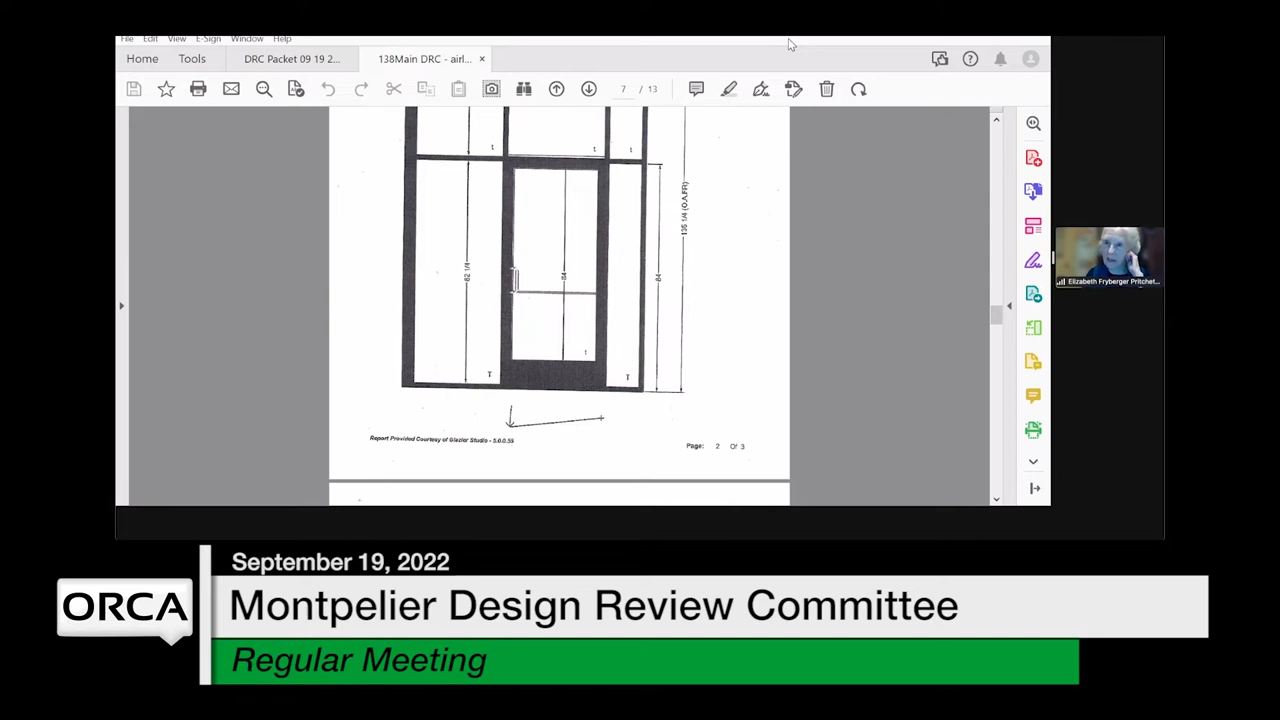 File Edit View E-Sign Window Help
Home Tools DRC Packet 09 19 2... 138Main DRC - airl... ×
7 / 13
t t t
82 1/4
84
84
135 1/4 (O.A.FR)
t
T T
Report Provided Courtesy of Glazier Studio - 5.0.0.55
Page: 2 Of 3
Elizabeth Fryberger Pritchet...
September 19, 2022
ORCA
Montpelier Design Review Committee
Regular Meeting